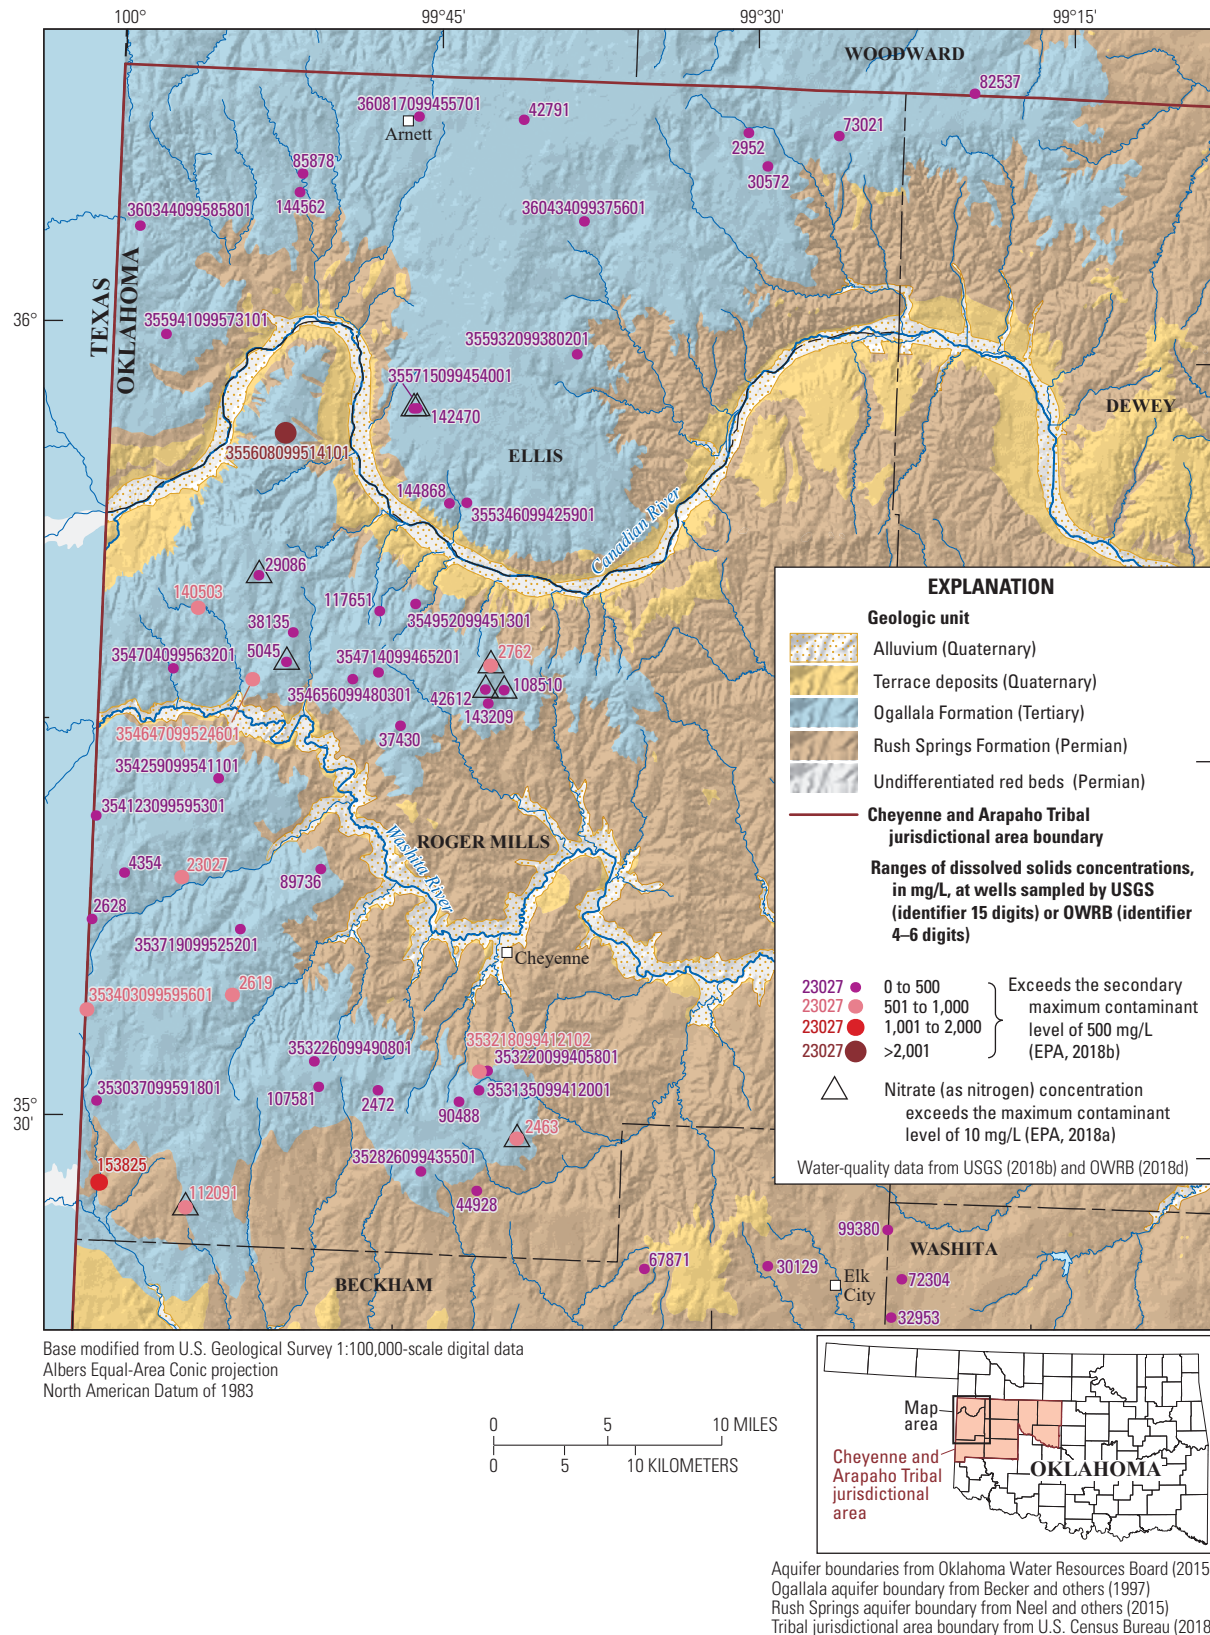 100°
99°45'
99°30'
99°15'
WOODWARD
82537
360817099455701
42791
Arnett
2952
73021
30572
85878
144562
360344099585801
360434099375601
TEXAS
OKLAHOMA
36°
355941099573101
355932099380201
355715099454001
142470
DEWEY
355608099514101
ELLIS
144868
355346099425901
Canadian River
29086
140503
117651
38135
354952099451301
5045
354704099563201
354714099465201
2762
354656099480301
42612
108510
143209
354647099524601
37430
354259099541101
354123099595301
Washita River
ROGER MILLS
4354
23027
89736
2628
353719099525201
Cheyenne
2619
353403099595601
353218099412102
353226099490801
353220099405801
353037099591801
107581
2472
353135099412001
90488
35°
30'
2463
352826099435501
153825
112091
44928
99380
WASHITA
67871
30129
BECKHAM
Elk
City
72304
32953
EXPLANATION
Geologic unit
Alluvium (Quaternary)
Terrace deposits (Quaternary)
Ogallala Formation (Tertiary)
Rush Springs Formation (Permian)
Undifferentiated red beds (Permian)
Cheyenne and Arapaho Tribal
jurisdictional area boundary
Ranges of dissolved solids concentrations,
in mg/L, at wells sampled by USGS
(identifier 15 digits) or OWRB (identifier
4–6 digits)
23027 0 to 500
23027 501 to 1,000
23027 1,001 to 2,000
23027 >2,001
Exceeds the secondary
maximum contaminant
level of 500 mg/L
(EPA, 2018b)
Nitrate (as nitrogen) concentration
exceeds the maximum contaminant
level of 10 mg/L (EPA, 2018a)
Water-quality data from USGS (2018b) and OWRB (2018d)
Base modified from U.S. Geological Survey 1:100,000-scale digital data
Albers Equal-Area Conic projection
North American Datum of 1983
0 5 10 MILES
0 5 10 KILOMETERS
Map
area
Cheyenne and
Arapaho Tribal
jurisdictional
area
OKLAHOMA
Aquifer boundaries from Oklahoma Water Resources Board (2015
Ogallala aquifer boundary from Becker and others (1997)
Rush Springs aquifer boundary from Neel and others (2015)
Tribal jurisdictional area boundary from U.S. Census Bureau (2018